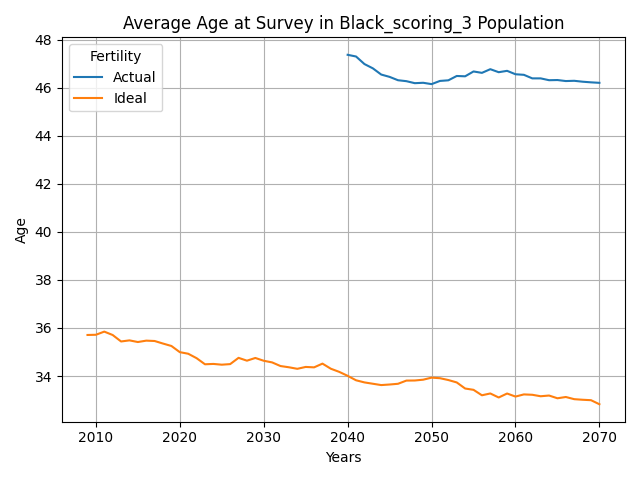 Average Age at Survey in Black_scoring_3 Population
48
46
44
42
40
38
36
34
Age
Fertility
Actual
Ideal
2010 2020 2030 2040 2050 2060 2070
Years